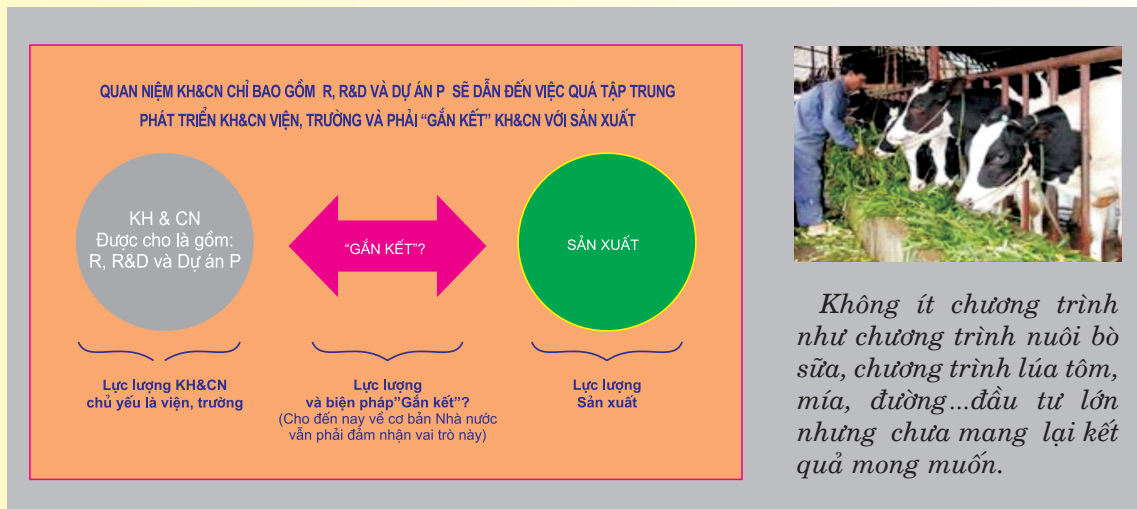 QUAN NIỆM KH&CN CHỈ BAO GỒM R, R&D VÀ DỰ ÁN P SẼ DẪN ĐẾN VIỆC QUÁ TẬP TRUNG
PHÁT TRIỂN KH&CN VIỆN, TRƯỜNG VÀ PHẢI “GẮN KẾT” KH&CN VỚI SẢN XUẤT
KH & CN
Được cho là gồm:
R, R&D và Dự án P
“GẮN KẾT”?
SẢN XUẤT
Lực lượng KH&CN
chủ yếu là viện, trường
Lực lượng
và biện pháp”Gắn kết”?
(Cho đến nay về cơ bản Nhà nước
vẫn phải đảm nhận vai trò này)
Lực lượng
Sản xuất
Không ít chương trình
như chương trình nuôi bò
sữa, chương trình lúa tôm,
mía, đường...đầu tư lớn
nhưng chưa mang lại kết
quả mong muốn.